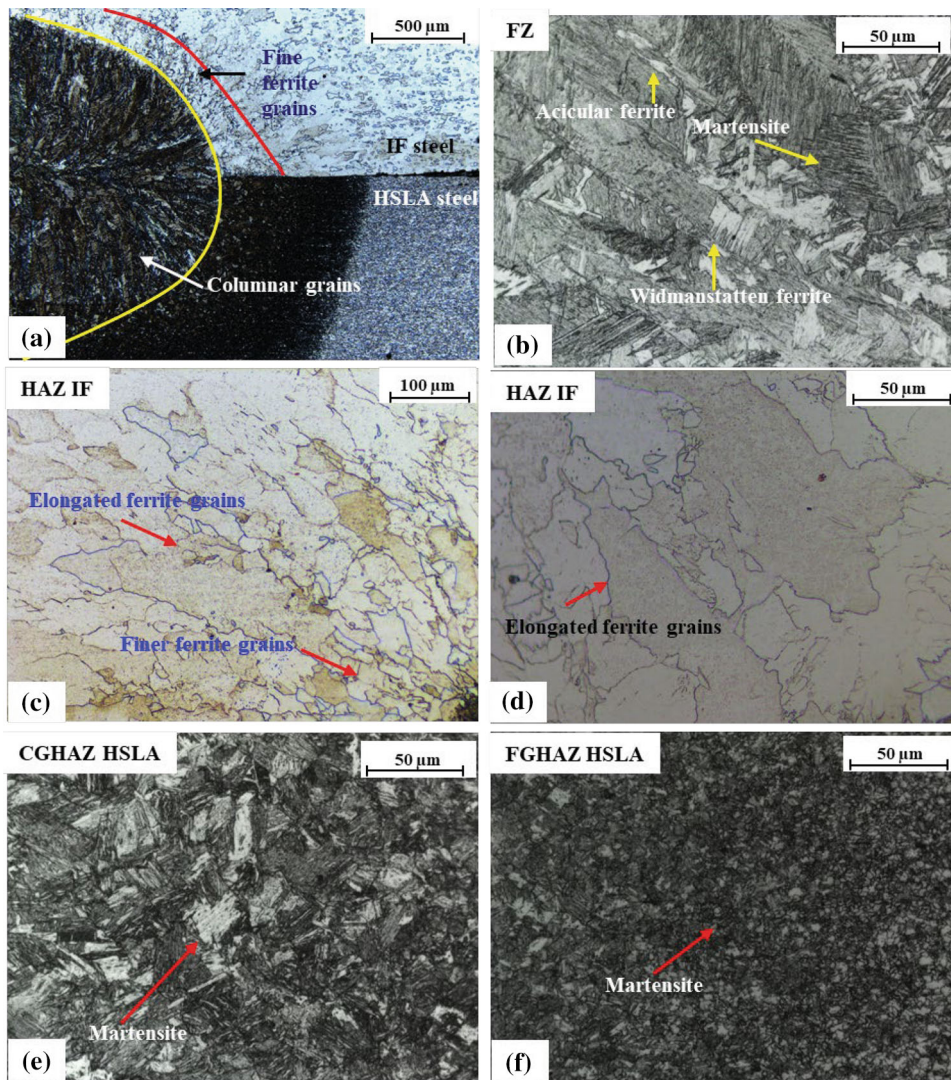 500 µm
Fine
ferrite
grains
IF steel
HSLA steel
Columnar grains
(a)
FZ
50 µm
Acicular ferrite
Martensite
Widmanstatten ferrite
(b)
HAZ IF
100 µm
Elongated ferrite grains
Finer ferrite grains
(c)
HAZ IF
50 µm
Elongated ferrite grains
(d)
CGHAZ HSLA
50 µm
Martensite
(e)
FGHAZ HSLA
50 µm
Martensite
(f)